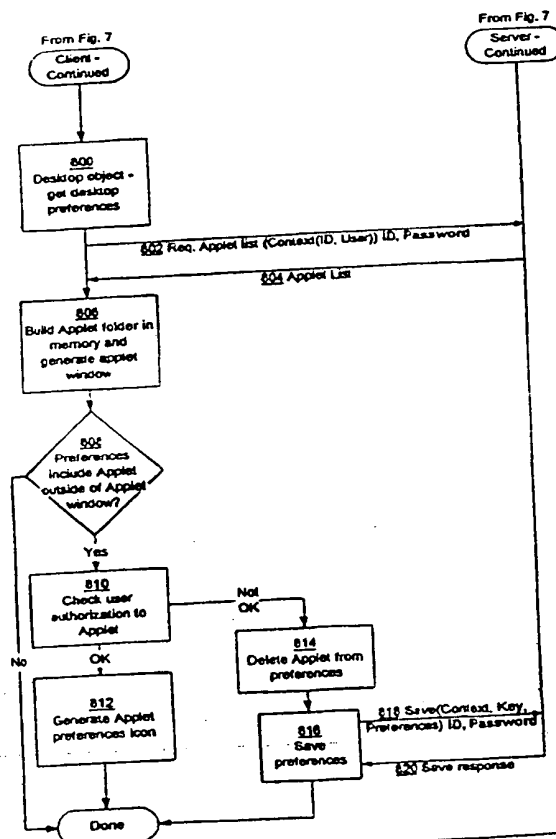 From Fig. 7
Client -
Continued
From Fig. 7
Server -
Continued
800
Desktop object -
get desktop
preferences
802 Req. Applet list (Context(ID, User)) ID, Password
804 Applet List
806
Build Applet folder in
memory and
generate applet
window
808
Preferences
include Applet
outside of Applet
window?
Yes
No
810
Check user
authorization to
Applet
Not
OK
OK
814
Delete Applet from
preferences
812
Generate Applet
preferences icon
816
Save
preferences
818 Save(Context, Key,
Preferences) ID, Password
820 Save response
Done